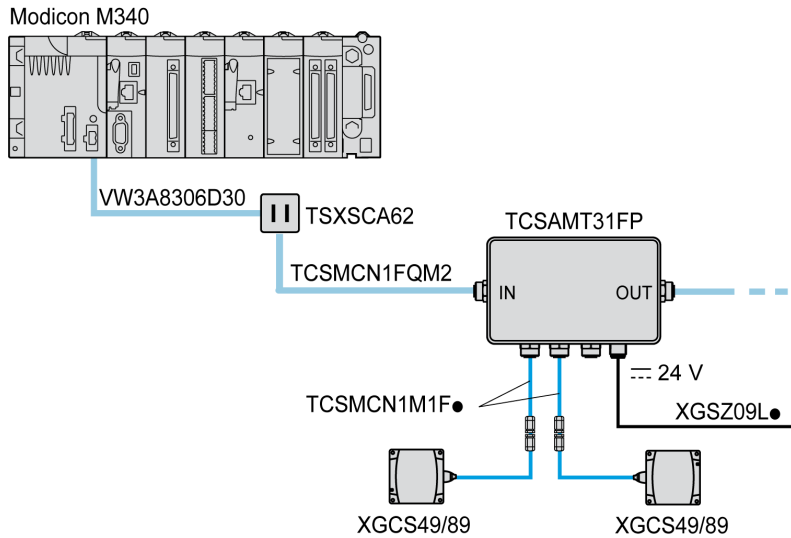 Modicon M340
VW3A8306D30
TSXSCA62
TCSAMT31FP
TCSMCN1FQM2
IN
OUT
24 V
TCSMCN1M1F●
XGSZ09L●
XGCS49/89
XGCS49/89